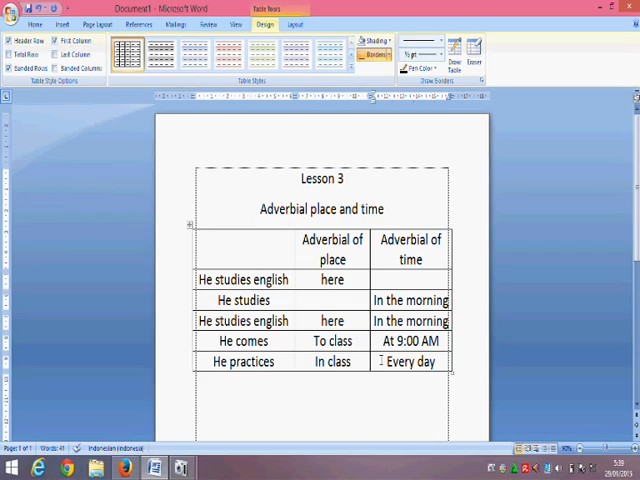 Document1 - Microsoft Word
Table Tools
Home Insert Page Layout References Mailings Review View Design Layout
Header Row First Column
Total Row Last Column
Banded Rows Banded Columns
Table Style Options
Table Styles
Shading
Borders
½ pt
Pen Color
Draw Table
Eraser
Draw Borders
Lesson 3
Adverbial place and time
Adverbial of place Adverbial of time
He studies english here
He studies In the morning
He studies english here In the morning
He comes To class At 9:00 AM
He practices In class Every day
Page: 1 of 1 Words: 41 Indonesian (Indonesia) 90%
5:39
29/01/2015